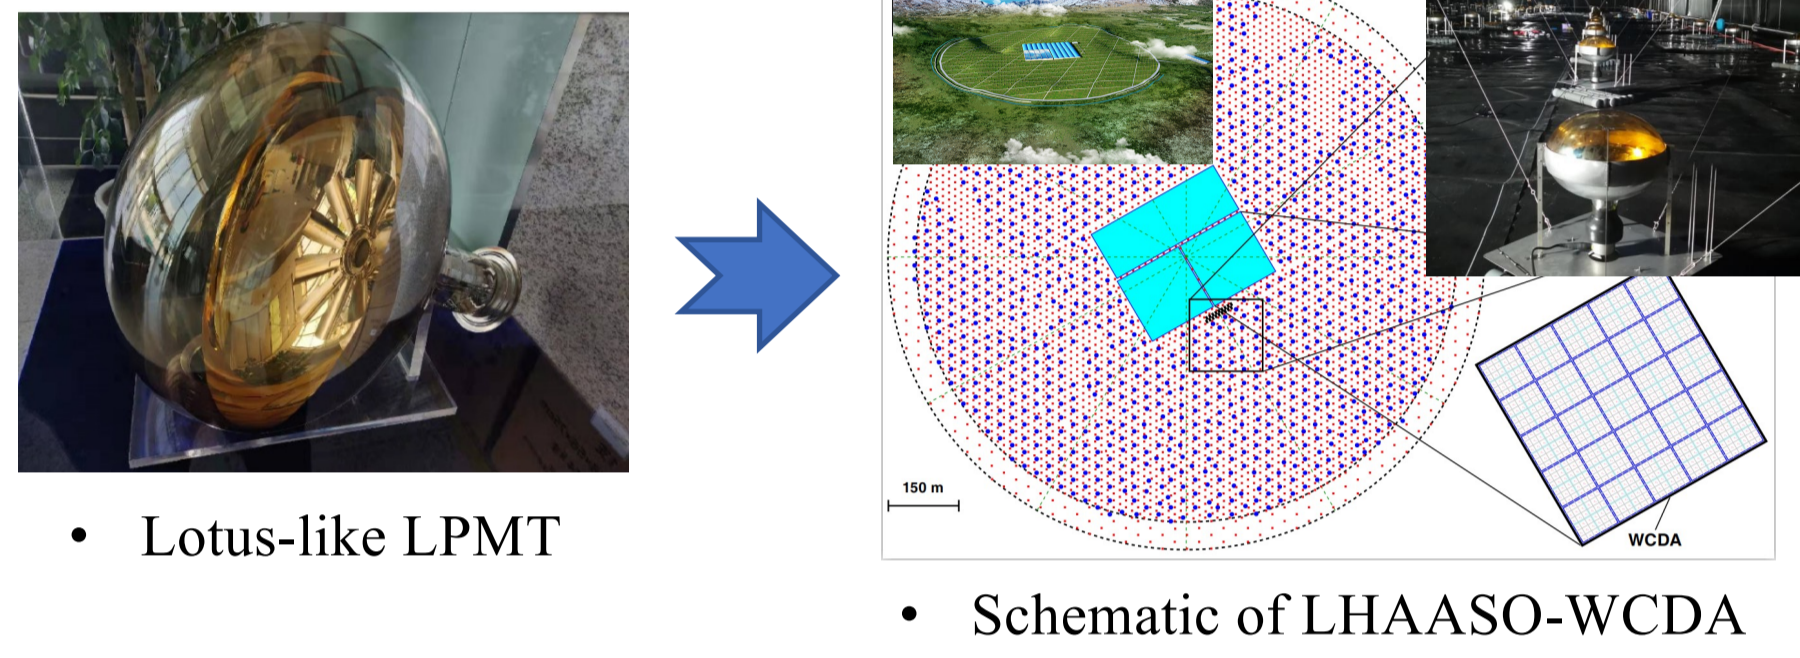 150 m
WCDA
• Lotus-like LPMT
• Schematic of LHAASO-WCDA